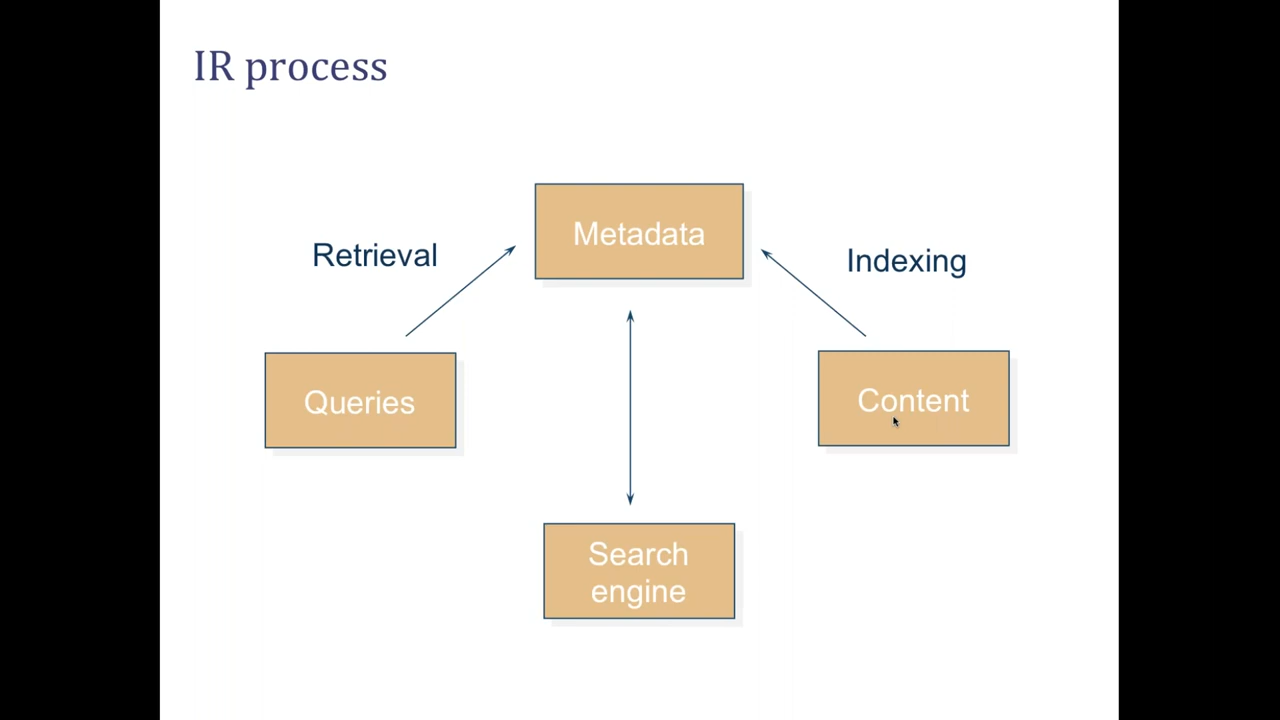 IR process
Metadata
Retrieval
Indexing
Queries
Content
Search
engine